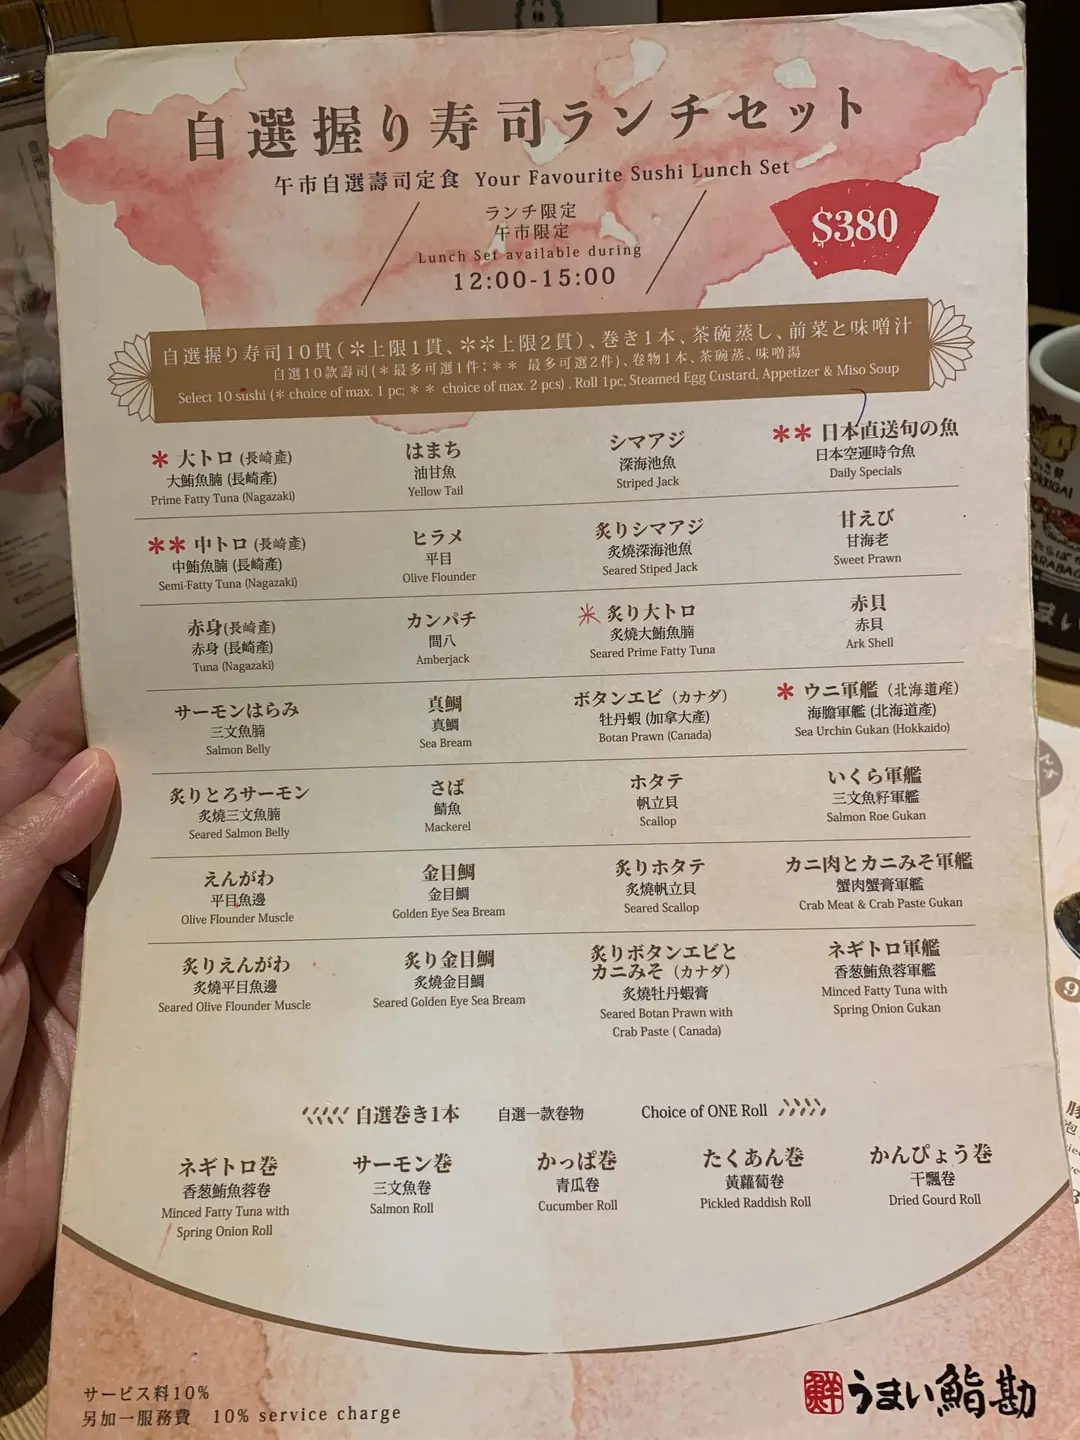 自選握り寿司ランチセット
午市自選壽司定食 Your Favourite Sushi Lunch Set
ランチ限定
午市限定
Lunch Set available during
12:00-15:00
$380
自選握り寿司10貫(＊上限1貫、＊＊上限2貫)、巻き1本、茶碗蒸し、前菜と味噌汁
自選10款壽司(＊最多可選1件；＊＊ 最多可選2件)、卷物1本、茶碗蒸、味噌湯
Select 10 sushi (＊ choice of max. 1 pc; ＊＊ choice of max. 2 pcs) , Roll 1pc, Steamed Egg Custard, Appetizer & Miso Soup
＊ 大トロ (長崎産)
大鮪魚腩 (長崎產)
Prime Fatty Tuna (Nagazaki)
はまち
油甘魚
Yellow Tail
シマアジ
深海池魚
Striped Jack
＊＊ 日本直送旬の魚
日本空運時令魚
Daily Specials
＊＊ 中トロ (長崎産)
中鮪魚腩 (長崎產)
Semi-Fatty Tuna (Nagazaki)
ヒラメ
平目
Olive Flounder
炙りシマアジ
炙燒深海池魚
Seared Stiped Jack
甘えび
甘海老
Sweet Prawn
赤身(長崎産)
赤身 (長崎產)
Tuna (Nagazaki)
カンパチ
間八
Amberjack
＊ 炙り大トロ
炙燒大鮪魚腩
Seared Prime Fatty Tuna
赤貝
赤貝
Ark Shell
サーモンはらみ
三文魚腩
Salmon Belly
真鯛
真鯛
Sea Bream
ボタンエビ (カナダ)
牡丹蝦 (加拿大產)
Botan Prawn (Canada)
＊ ウニ軍艦 (北海道産)
海膽軍艦 (北海道產)
Sea Urchin Gukan (Hokkaido)
炙りとろサーモン
炙燒三文魚腩
Seared Salmon Belly
さば
鯖魚
Mackerel
ホタテ
帆立貝
Scallop
いくら軍艦
三文魚籽軍艦
Salmon Roe Gukan
えんがわ
平目魚邊
Olive Flounder Muscle
金目鯛
金目鯛
Golden Eye Sea Bream
炙りホタテ
炙燒帆立貝
Seared Scallop
カニ肉とカニみそ軍艦
蟹肉蟹膏軍艦
Crab Meat & Crab Paste Gukan
炙りえんがわ
炙燒平目魚邊
Seared Olive Flounder Muscle
炙り金目鯛
炙燒金目鯛
Seared Golden Eye Sea Bream
炙りボタンエビと
カニみそ (カナダ)
炙燒牡丹蝦膏
Seared Botan Prawn with
Crab Paste ( Canada)
ネギトロ軍艦
香葱鮪魚蓉軍艦
Minced Fatty Tuna with
Spring Onion Gukan
自選巻き1本 自選一款卷物 Choice of ONE Roll
ネギトロ巻
香葱鮪魚蓉卷
Minced Fatty Tuna with
Spring Onion Roll
サーモン巻
三文魚卷
Salmon Roll
かっぱ巻
青瓜卷
Cucumber Roll
たくあん巻
黃蘿蔔卷
Pickled Raddish Roll
かんぴょう巻
干瓢卷
Dried Gourd Roll
サービス料10%
另加一服務費 10% service charge
鮮 うまい鮨勘